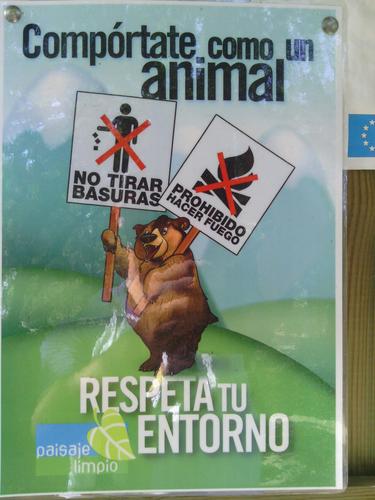 Compórtate como un
animal
NO TIRAR
BASURAS
PROHIBIDO
HACER FUEGO
RESPETA TU
ENTORNO
paisaje
limpio